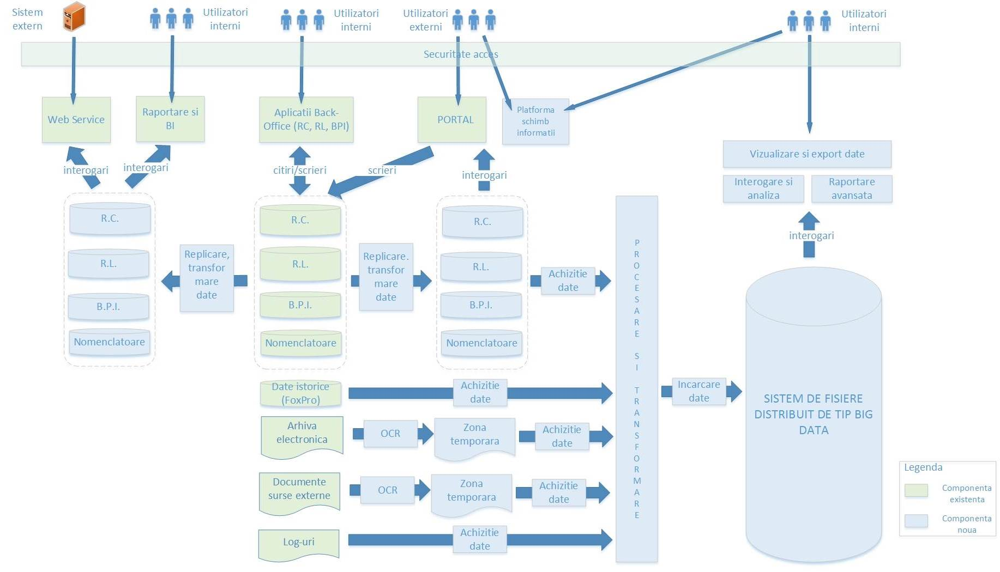 Sistem
extern
Utilizatori
interni
Utilizatori
interni
Utilizatori
externi
Utilizatori
interni
Securitate acces
Web Service
Raportare si
BI
Aplicatii Back-
Office (RC, RL, BPI)
PORTAL
Platforma
schimb
informatii
Vizualizare si export date
Interogare si
analiza
Raportare
avansata
interogari
interogari
citiri/scrieri
scrieri
interogari
interogari
R.C.
R.L.
B.P.I.
Nomenclatoare
Replicare,
transfor
mare
date
R.C.
R.L.
B.P.I.
Nomenclatoare
Replicare.
transfor
mare
date
R.C.
R.L.
B.P.I.
Nomenclatoare
Achizitie
date
PROCESARE SI TRANSFORMARE
Date istorice
(FoxPro)
Achizitie
date
Arhiva
electronica
OCR
Zona
temporara
Achizitie
date
Documente
surse externe
OCR
Zona
temporara
Achizitie
date
Log-uri
Achizitie
date
Incarcare
date
SISTEM DE FISIERE
DISTRIBUIT DE TIP BIG
DATA
Legenda
Componenta
existenta
Componenta
noua